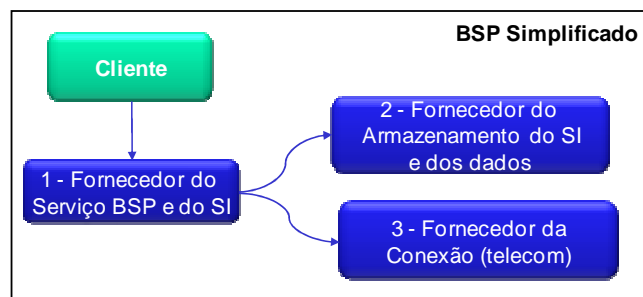 BSP Simplificado
Cliente
2 - Fornecedor do
Armazenamento do SI
e dos dados
1 - Fornecedor do
Serviço BSP e do SI
3 - Fornecedor da
Conexão (telecom)